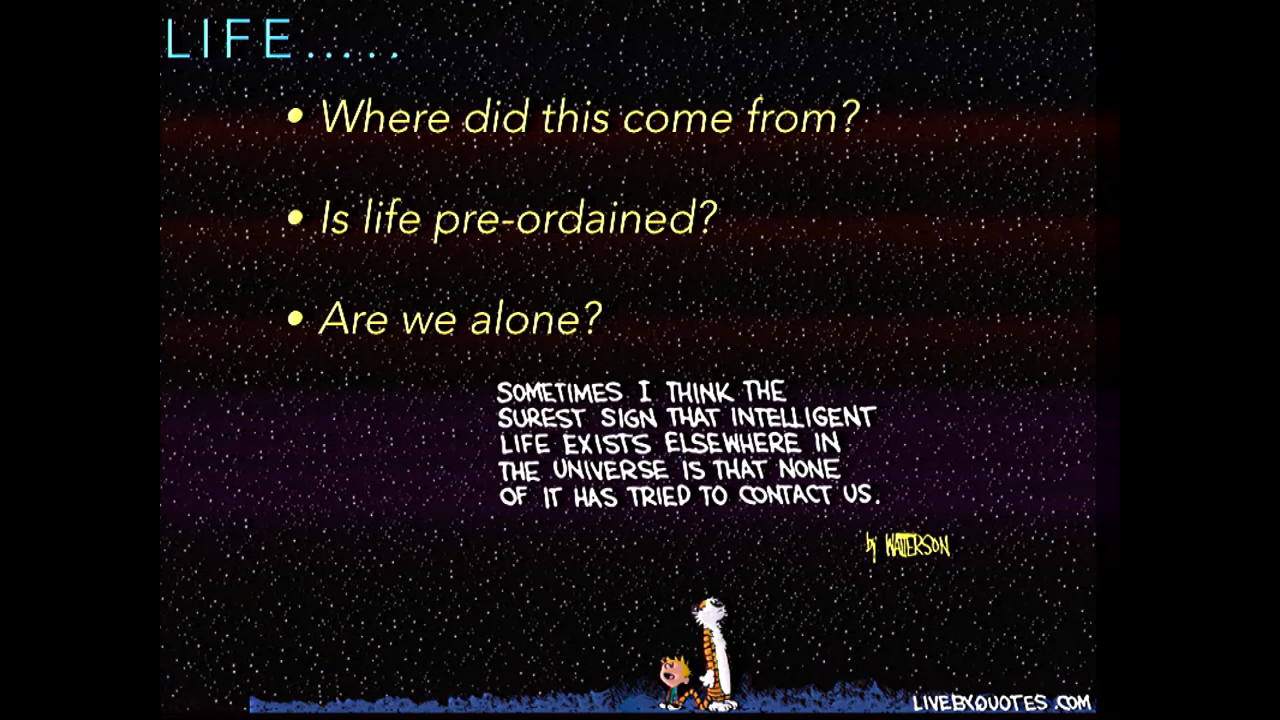 LIFE.....
• Where did this come from?
• Is life pre-ordained?
• Are we alone?
SOMETIMES I THINK THE
SUREST SIGN THAT INTELLIGENT
LIFE EXISTS ELSEWHERE IN
THE UNIVERSE IS THAT NONE
OF IT HAS TRIED TO CONTACT US.
by WATTERSON
LIVEBYQUOTES.COM